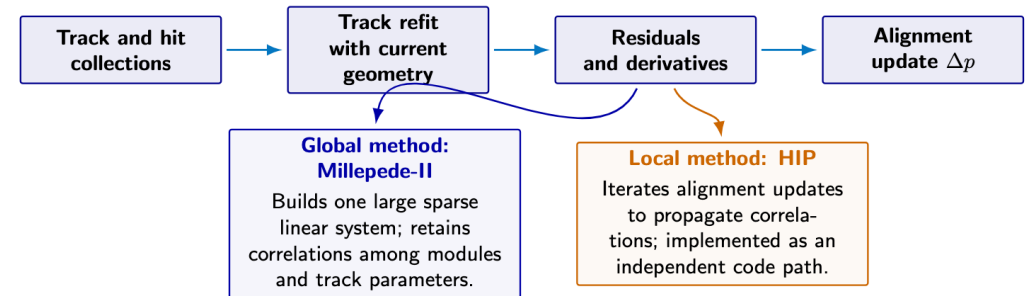 Track and hit
collections
Track refit
with current
geometry
Residuals
and derivatives
Alignment
update Δp
Global method:
Millepede-II
Builds one large sparse
linear system; retains
correlations among modules
and track parameters.
Local method: HIP
Iterates alignment updates
to propagate correla-
tions; implemented as an
independent code path.